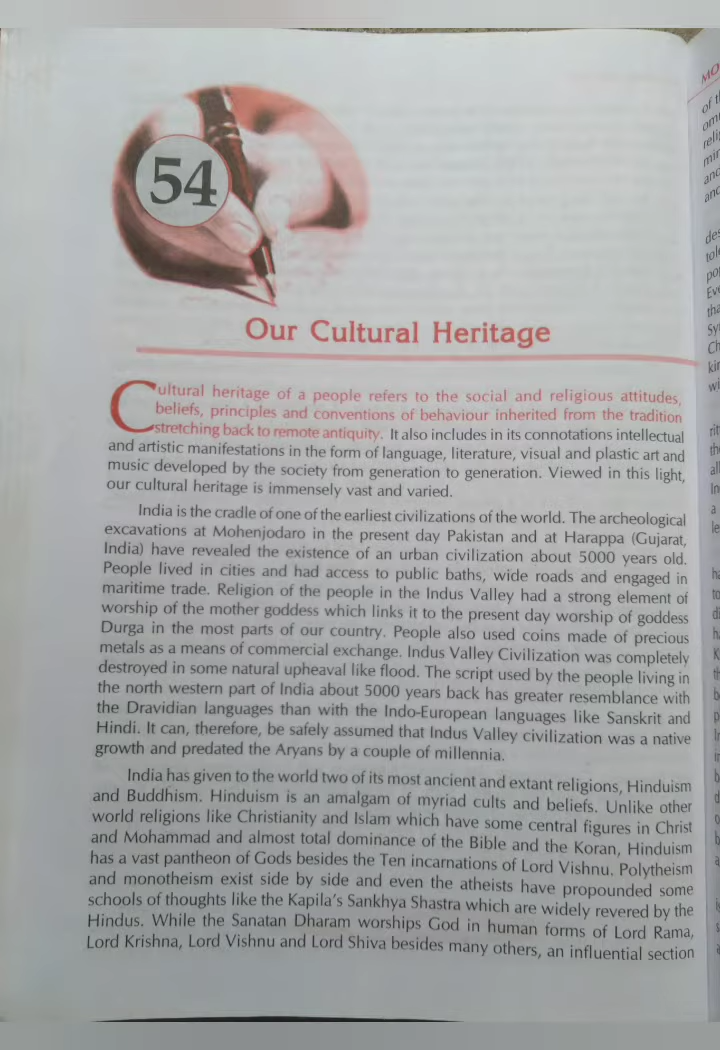 54
Our Cultural Heritage
Cultural heritage of a people refers to the social and religious attitudes,
beliefs, principles and conventions of behaviour inherited from the tradition
stretching back to remote antiquity. It also includes in its connotations intellectual
and artistic manifestations in the form of language, literature, visual and plastic art and
music developed by the society from generation to generation. Viewed in this light,
our cultural heritage is immensely vast and varied.
India is the cradle of one of the earliest civilizations of the world. The archeological
excavations at Mohenjodaro in the present day Pakistan and at Harappa (Gujarat,
India) have revealed the existence of an urban civilization about 5000 years old.
People lived in cities and had access to public baths, wide roads and engaged in
maritime trade. Religion of the people in the Indus Valley had a strong element of
worship of the mother goddess which links it to the present day worship of goddess
Durga in the most parts of our country. People also used coins made of precious
metals as a means of commercial exchange. Indus Valley Civilization was completely
destroyed in some natural upheaval like flood. The script used by the people living in
the north western part of India about 5000 years back has greater resemblance with
the Dravidian languages than with the Indo-European languages like Sanskrit and
Hindi. It can, therefore, be safely assumed that Indus Valley civilization was a native
growth and predated the Aryans by a couple of millennia.
India has given to the world two of its most ancient and extant religions, Hinduism
and Buddhism. Hinduism is an amalgam of myriad cults and beliefs. Unlike other
world religions like Christianity and Islam which have some central figures in Christ
and Mohammad and almost total dominance of the Bible and the Koran, Hinduism
has a vast pantheon of Gods besides the Ten incarnations of Lord Vishnu. Polytheism
and monotheism exist side by side and even the atheists have propounded some
schools of thoughts like the Kapila's Sankhya Shastra which are widely revered by the
Hindus. While the Sanatan Dharam worships God in human forms of Lord Rama,
Lord Krishna, Lord Vishnu and Lord Shiva besides many others, an influential section